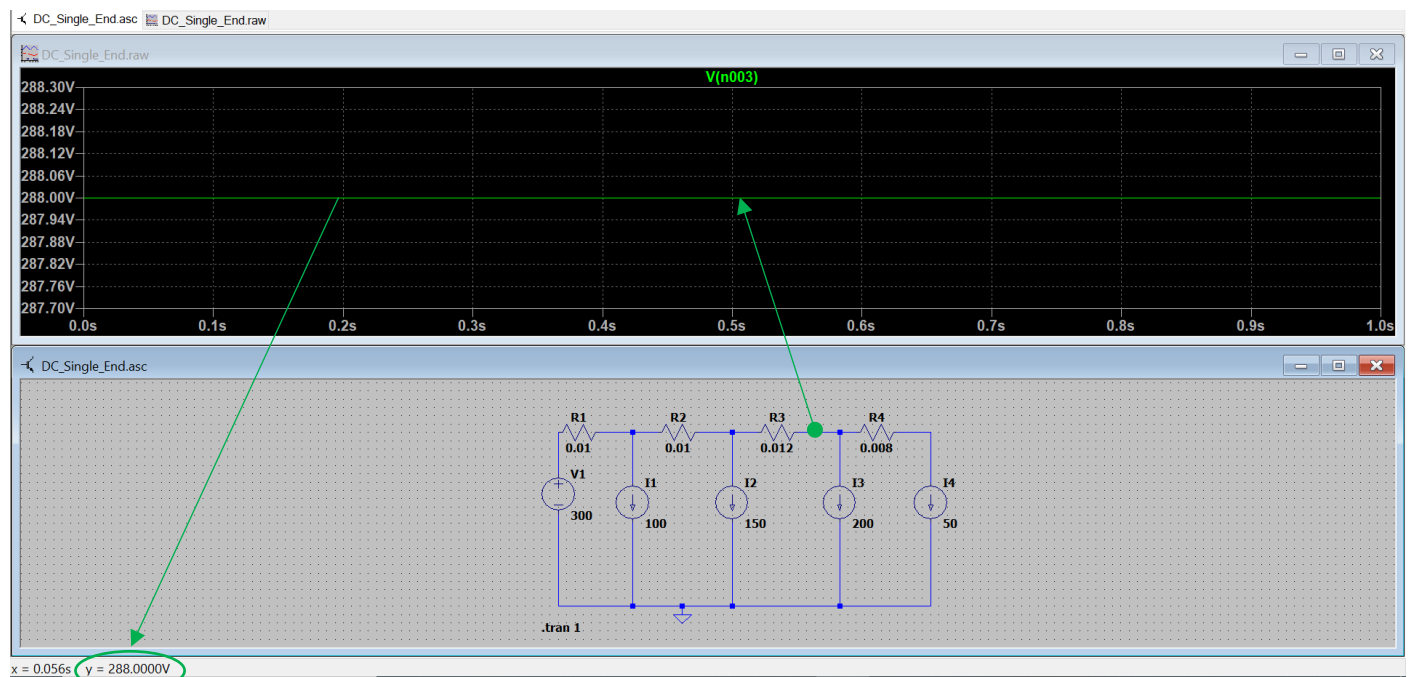 DC_Single_End.asc DC_Single_End.raw
DC_Single_End.raw
V(n003)
288.30V
288.24V
288.18V
288.12V
288.06V
288.00V
287.94V
287.88V
287.82V
287.76V
287.70V
0.0s 0.1s 0.2s 0.3s 0.4s 0.5s 0.6s 0.7s 0.8s 0.9s 1.0s
DC_Single_End.asc
R1 R2 R3 R4
0.01 0.01 0.012 0.008
V1 I1 I2 I3 I4
300 100 150 200 50
.tran 1
x = 0.056s y = 288.0000V